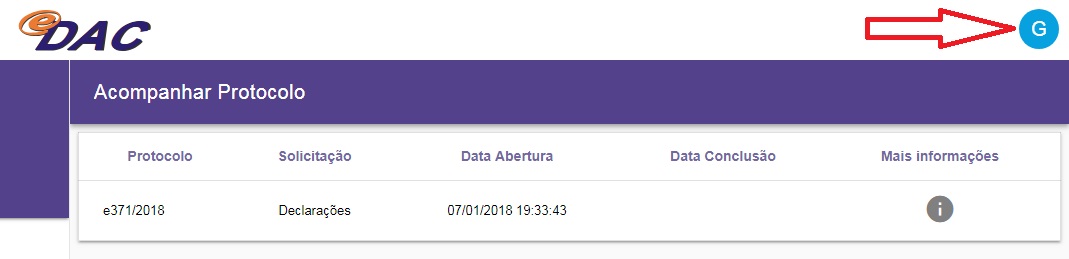 eDAC
G
Acompanhar Protocolo
Protocolo Solicitação Data Abertura Data Conclusão Mais informações
e371/2018 Declarações 07/01/2018 19:33:43